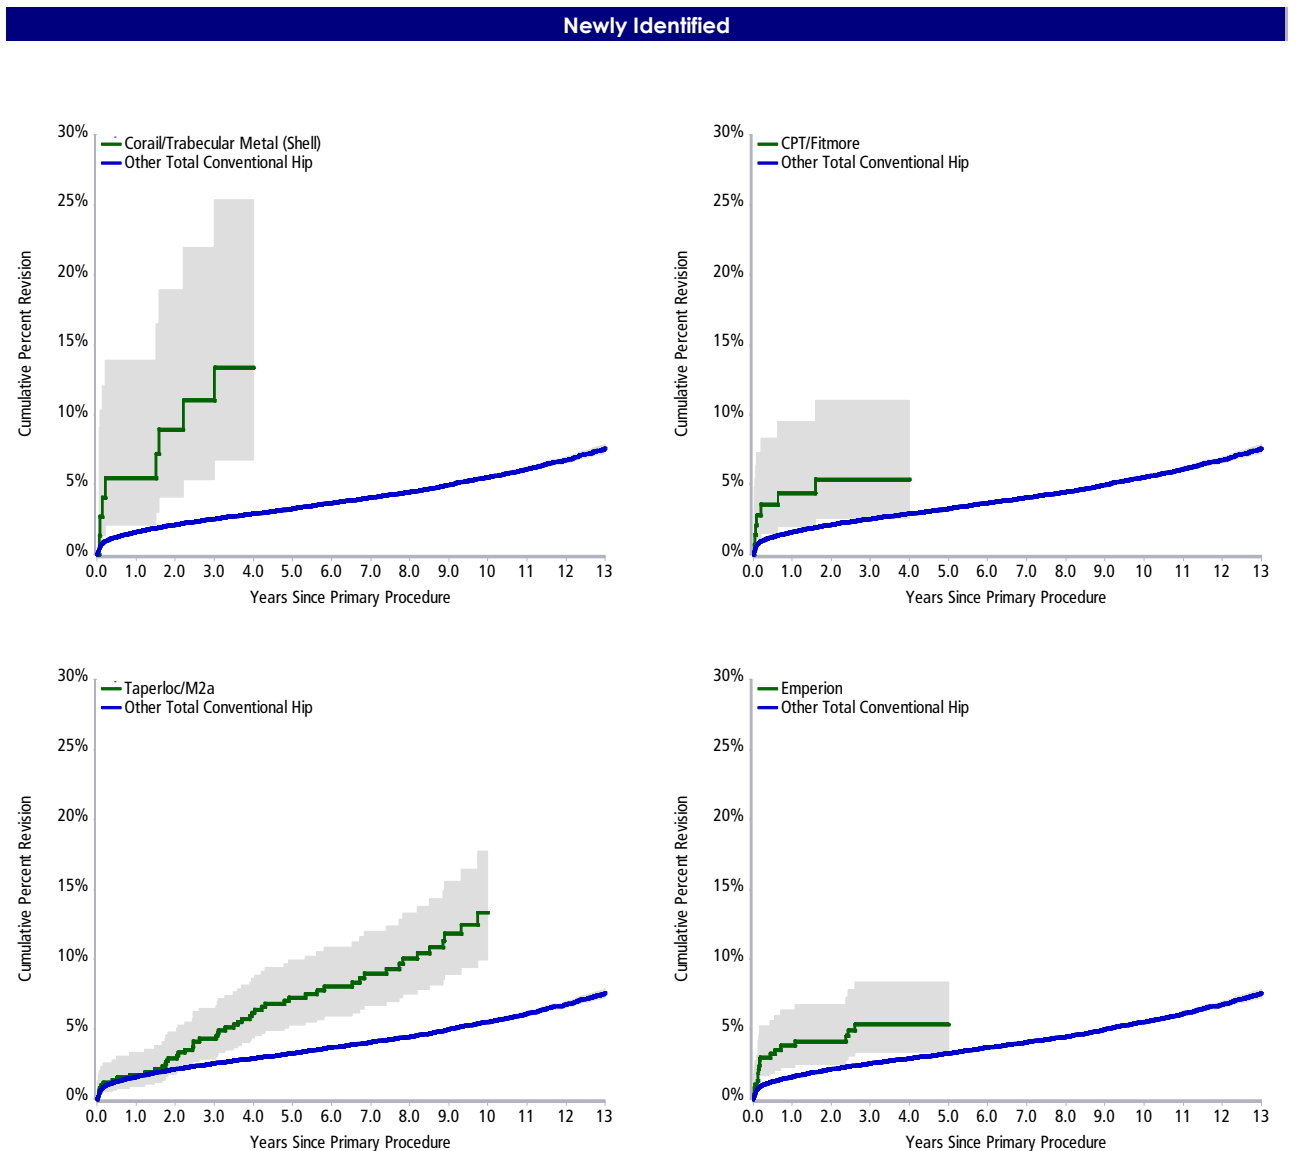 Newly Identified
30%
25%
20%
15%
10%
5%
0%
Cumulative Percent Revision
Corail/Trabecular Metal (Shell)
Other Total Conventional Hip
0.0 1.0 2.0 3.0 4.0 5.0 6.0 7.0 8.0 9.0 10 11 12 13
Years Since Primary Procedure
30%
25%
20%
15%
10%
5%
0%
Cumulative Percent Revision
CPT/Fitmore
Other Total Conventional Hip
0.0 1.0 2.0 3.0 4.0 5.0 6.0 7.0 8.0 9.0 10 11 12 13
Years Since Primary Procedure
30%
25%
20%
15%
10%
5%
0%
Cumulative Percent Revision
Taperloc/M2a
Other Total Conventional Hip
0.0 1.0 2.0 3.0 4.0 5.0 6.0 7.0 8.0 9.0 10 11 12 13
Years Since Primary Procedure
30%
25%
20%
15%
10%
5%
0%
Cumulative Percent Revision
Emperion
Other Total Conventional Hip
0.0 1.0 2.0 3.0 4.0 5.0 6.0 7.0 8.0 9.0 10 11 12 13
Years Since Primary Procedure